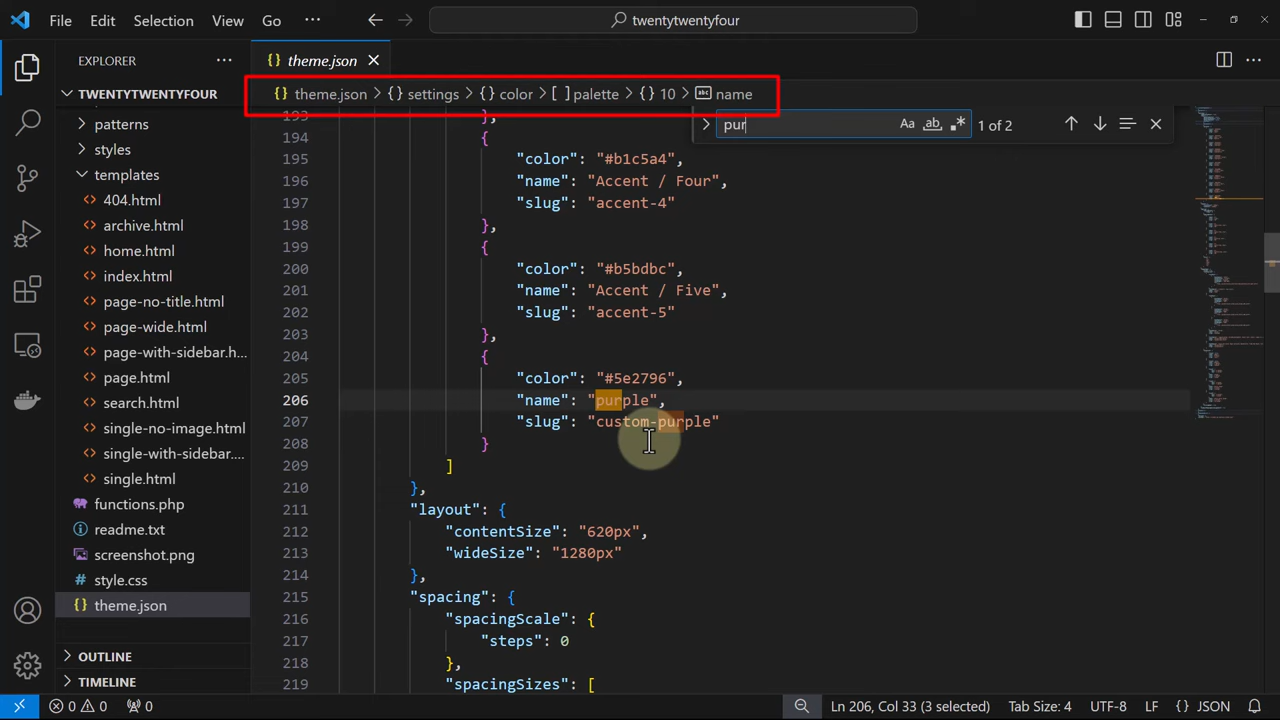 File Edit Selection View Go ··· twentytwentyfour
EXPLORER ···
TWENTYTWENTYFOUR
patterns
styles
templates
404.html
archive.html
home.html
index.html
page-no-title.html
page-wide.html
page-with-sidebar.h...
page.html
search.html
single-no-image.html
single-with-sidebar....
single.html
functions.php
readme.txt
screenshot.png
style.css
theme.json
OUTLINE
TIMELINE
{} theme.json ×
{} theme.json > {} settings > {} color > [ ] palette > {} 10 > abc name
pur Aa ab .* 1 of 2
193 },
194 {
195 "color": "#b1c5a4",
196 "name": "Accent / Four",
197 "slug": "accent-4"
198 },
199 {
200 "color": "#b5bdbc",
201 "name": "Accent / Five",
202 "slug": "accent-5"
203 },
204 {
205 "color": "#5e2796",
206 "name": "purple",
207 "slug": "custom-purple"
208 }
209 ]
210 },
211 "layout": {
212 "contentSize": "620px",
213 "wideSize": "1280px"
214 },
215 "spacing": {
216 "spacingScale": {
217 "steps": 0
218 },
219 "spacingSizes": [
0 0 0 Ln 206, Col 33 (3 selected) Tab Size: 4 UTF-8 LF {} JSON